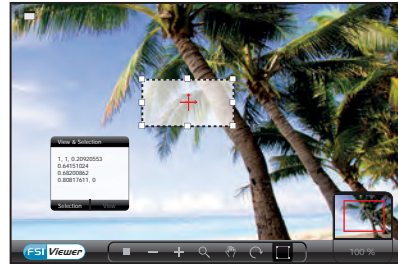 View & Selection
1, 1, 0.20920553
0.64151024
0.68200862
0.80817611, 0
Selection View
FSI Viewer
100 %